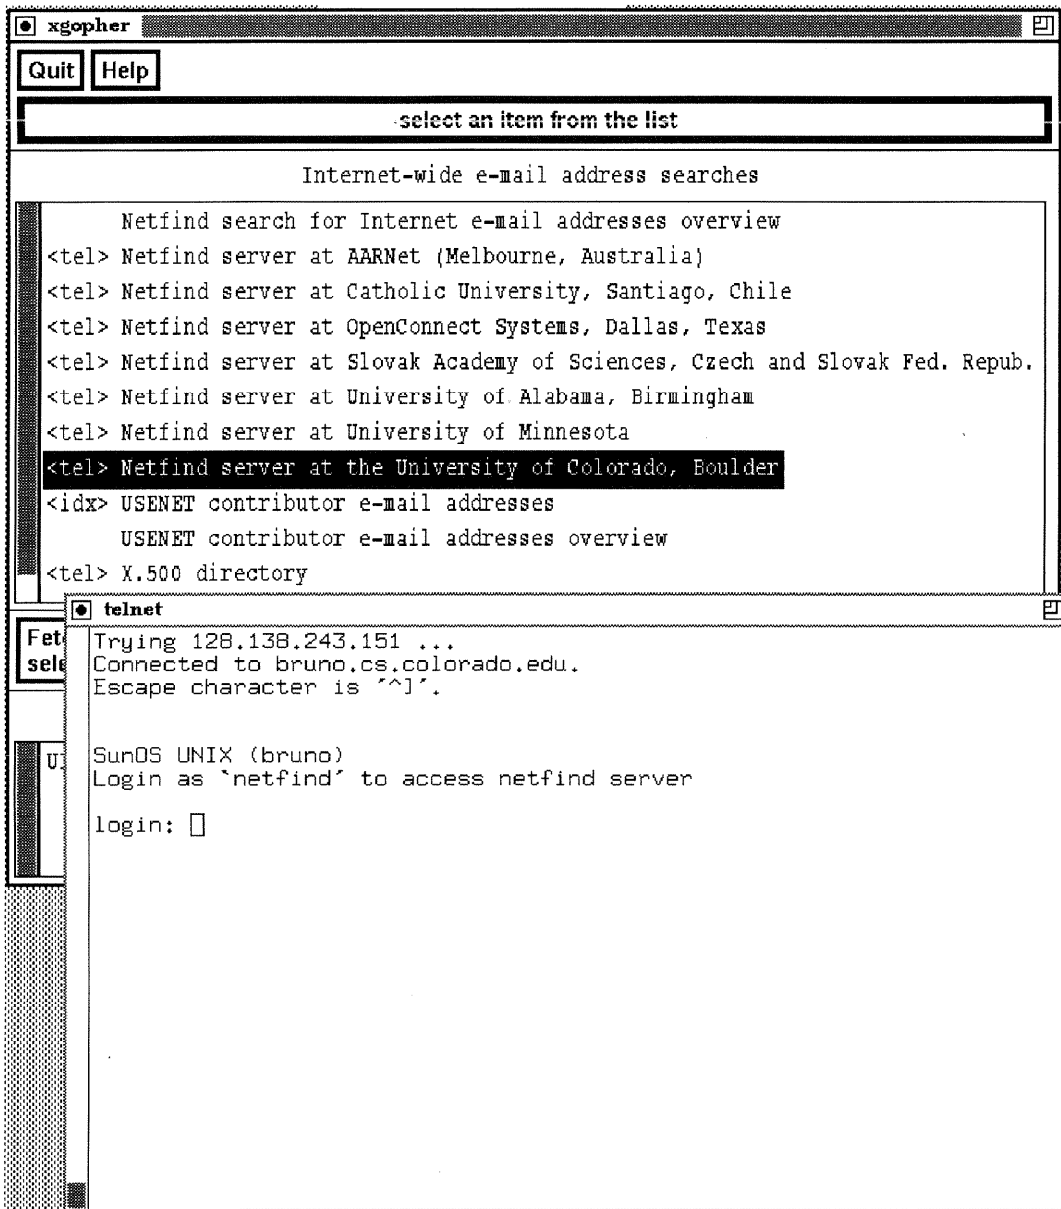 xgopher
Quit Help
select an item from the list
Internet-wide e-mail address searches
Netfind search for Internet e-mail addresses overview
<tel> Netfind server at AARNet (Melbourne, Australia)
<tel> Netfind server at Catholic University, Santiago, Chile
<tel> Netfind server at OpenConnect Systems, Dallas, Texas
<tel> Netfind server at Slovak Academy of Sciences, Czech and Slovak Fed. Repub.
<tel> Netfind server at University of Alabama, Birmingham
<tel> Netfind server at University of Minnesota
<tel> Netfind server at the University of Colorado, Boulder
<idx> USENET contributor e-mail addresses
USENET contributor e-mail addresses overview
<tel> X.500 directory
telnet
Trying 128.138.243.151 ...
Connected to bruno.cs.colorado.edu.
Escape character is '^]'.
SunOS UNIX (bruno)
Login as `netfind' to access netfind server
login: